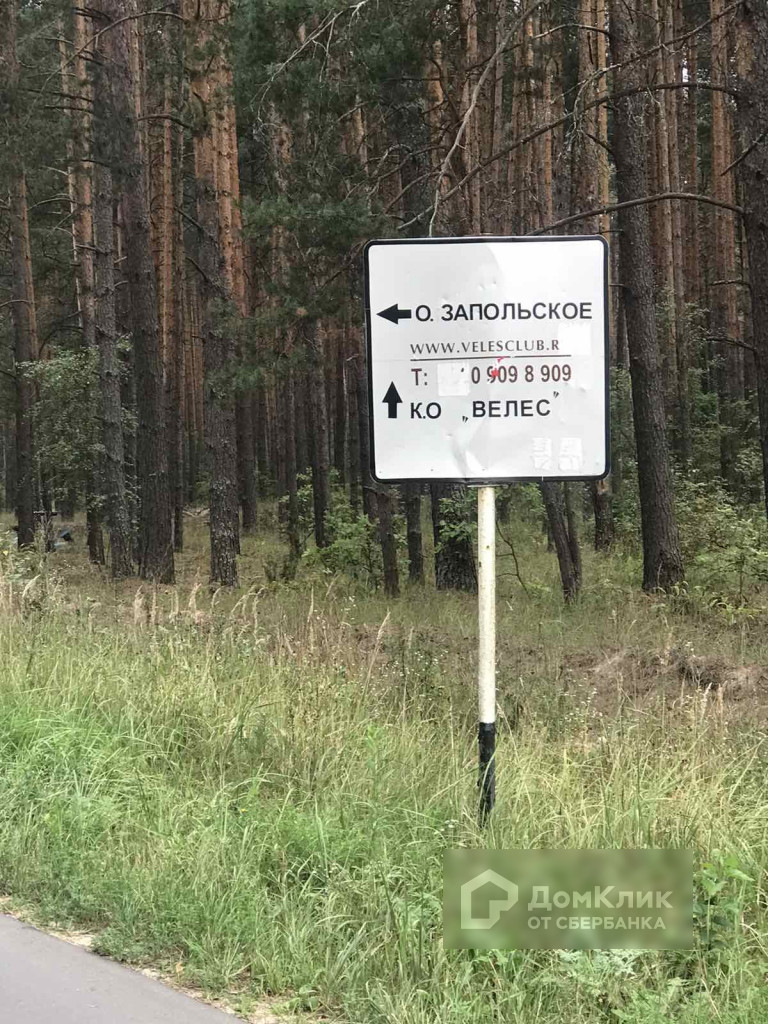 О. ЗАПОЛЬСКОЕ
WWW.VELESCLUB.R
Т: 0 909 8 909
К.О „ВЕЛЕС"
ДомКлик
ОТ СБЕРБАНКА